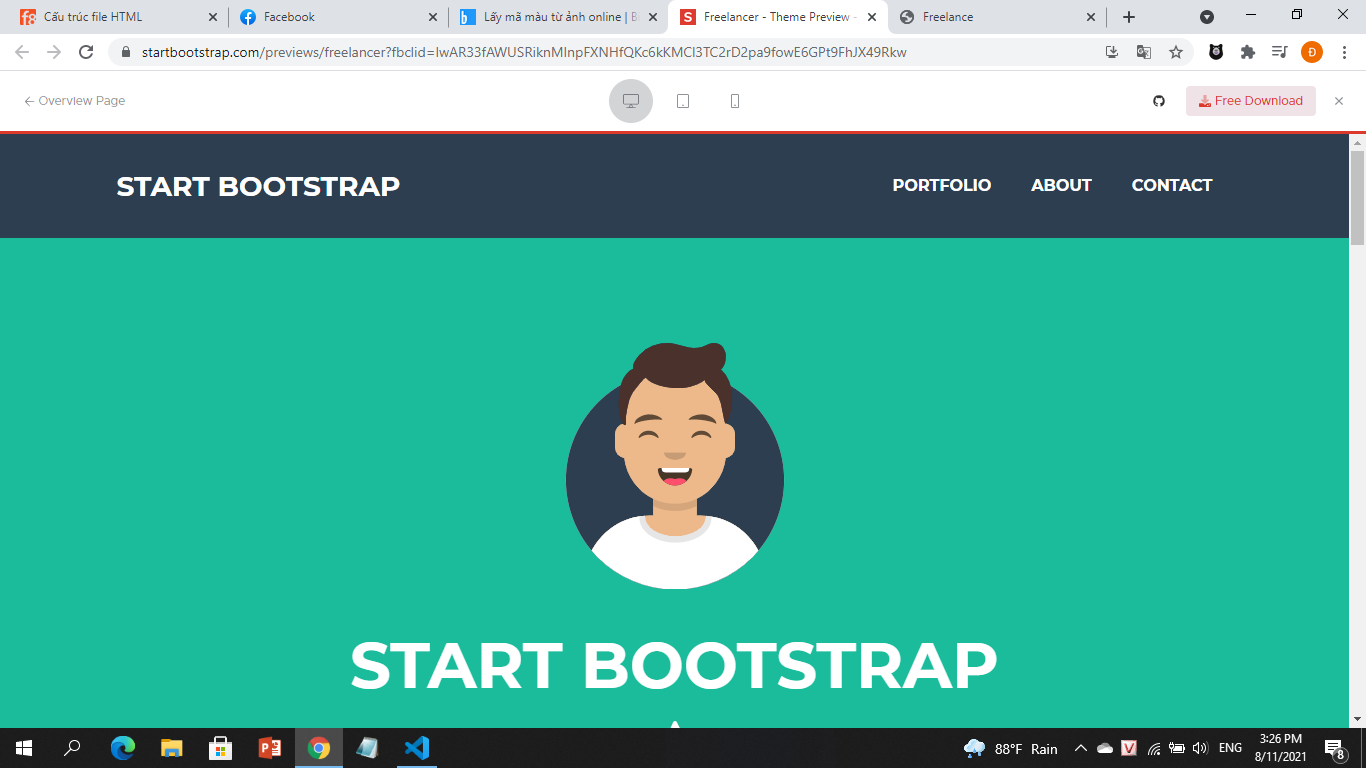 Cấu trúc file HTML
Facebook
Lấy mã màu từ ảnh online | B
Freelancer - Theme Preview -
Freelance
startbootstrap.com/previews/freelancer?fbclid=IwAR33fAWUSRiknMlnpFXNHfQKc6kKMCl3TC2rD2pa9fowE6GPt9FhJX49Rkw
Đ
Overview Page
Free Download
START BOOTSTRAP
PORTFOLIO
ABOUT
CONTACT
START BOOTSTRAP
88°F Rain
ENG
3:26 PM
8/11/2021
8